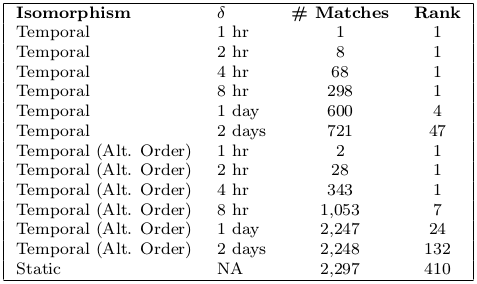 Isomorphism δ # Matches Rank
Temporal 1 hr 1 1
Temporal 2 hr 8 1
Temporal 4 hr 68 1
Temporal 8 hr 298 1
Temporal 1 day 600 4
Temporal 2 days 721 47
Temporal (Alt. Order) 1 hr 2 1
Temporal (Alt. Order) 2 hr 28 1
Temporal (Alt. Order) 4 hr 343 1
Temporal (Alt. Order) 8 hr 1,053 7
Temporal (Alt. Order) 1 day 2,247 24
Temporal (Alt. Order) 2 days 2,248 132
Static NA 2,297 410